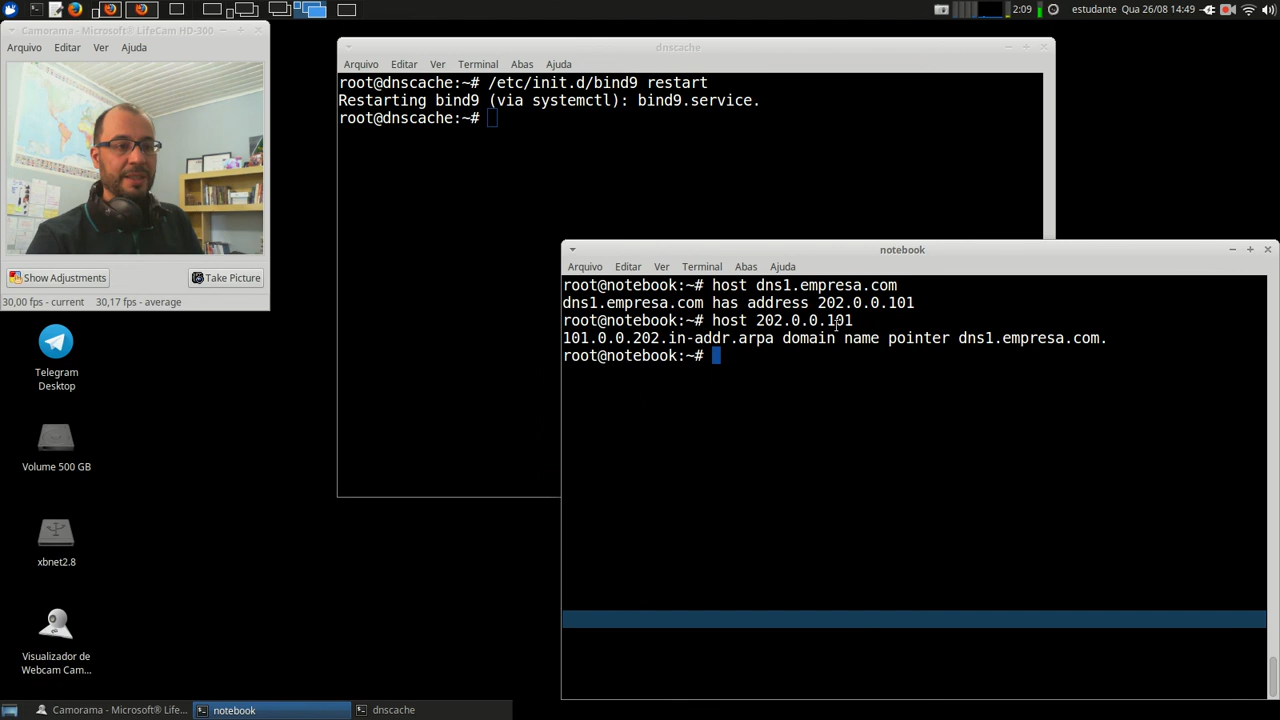 2:09
estudante Qua 26/08 14:49
Camorama - Microsoft® LifeCam HD-300
Arquivo Editar Ver Ajuda
Show Adjustments
Take Picture
30,00 fps - current 30,17 fps - average
dnscache
Arquivo Editar Ver Terminal Abas Ajuda
root@dnscache:~# /etc/init.d/bind9 restart
Restarting bind9 (via systemctl): bind9.service.
root@dnscache:~#
notebook
Arquivo Editar Ver Terminal Abas Ajuda
root@notebook:~# host dns1.empresa.com
dns1.empresa.com has address 202.0.0.101
root@notebook:~# host 202.0.0.101
101.0.0.202.in-addr.arpa domain name pointer dns1.empresa.com.
root@notebook:~#
Telegram
Desktop
Volume 500 GB
xbnet2.8
Visualizador de
Webcam Cam...
Camorama - Microsoft® Life...
notebook
dnscache